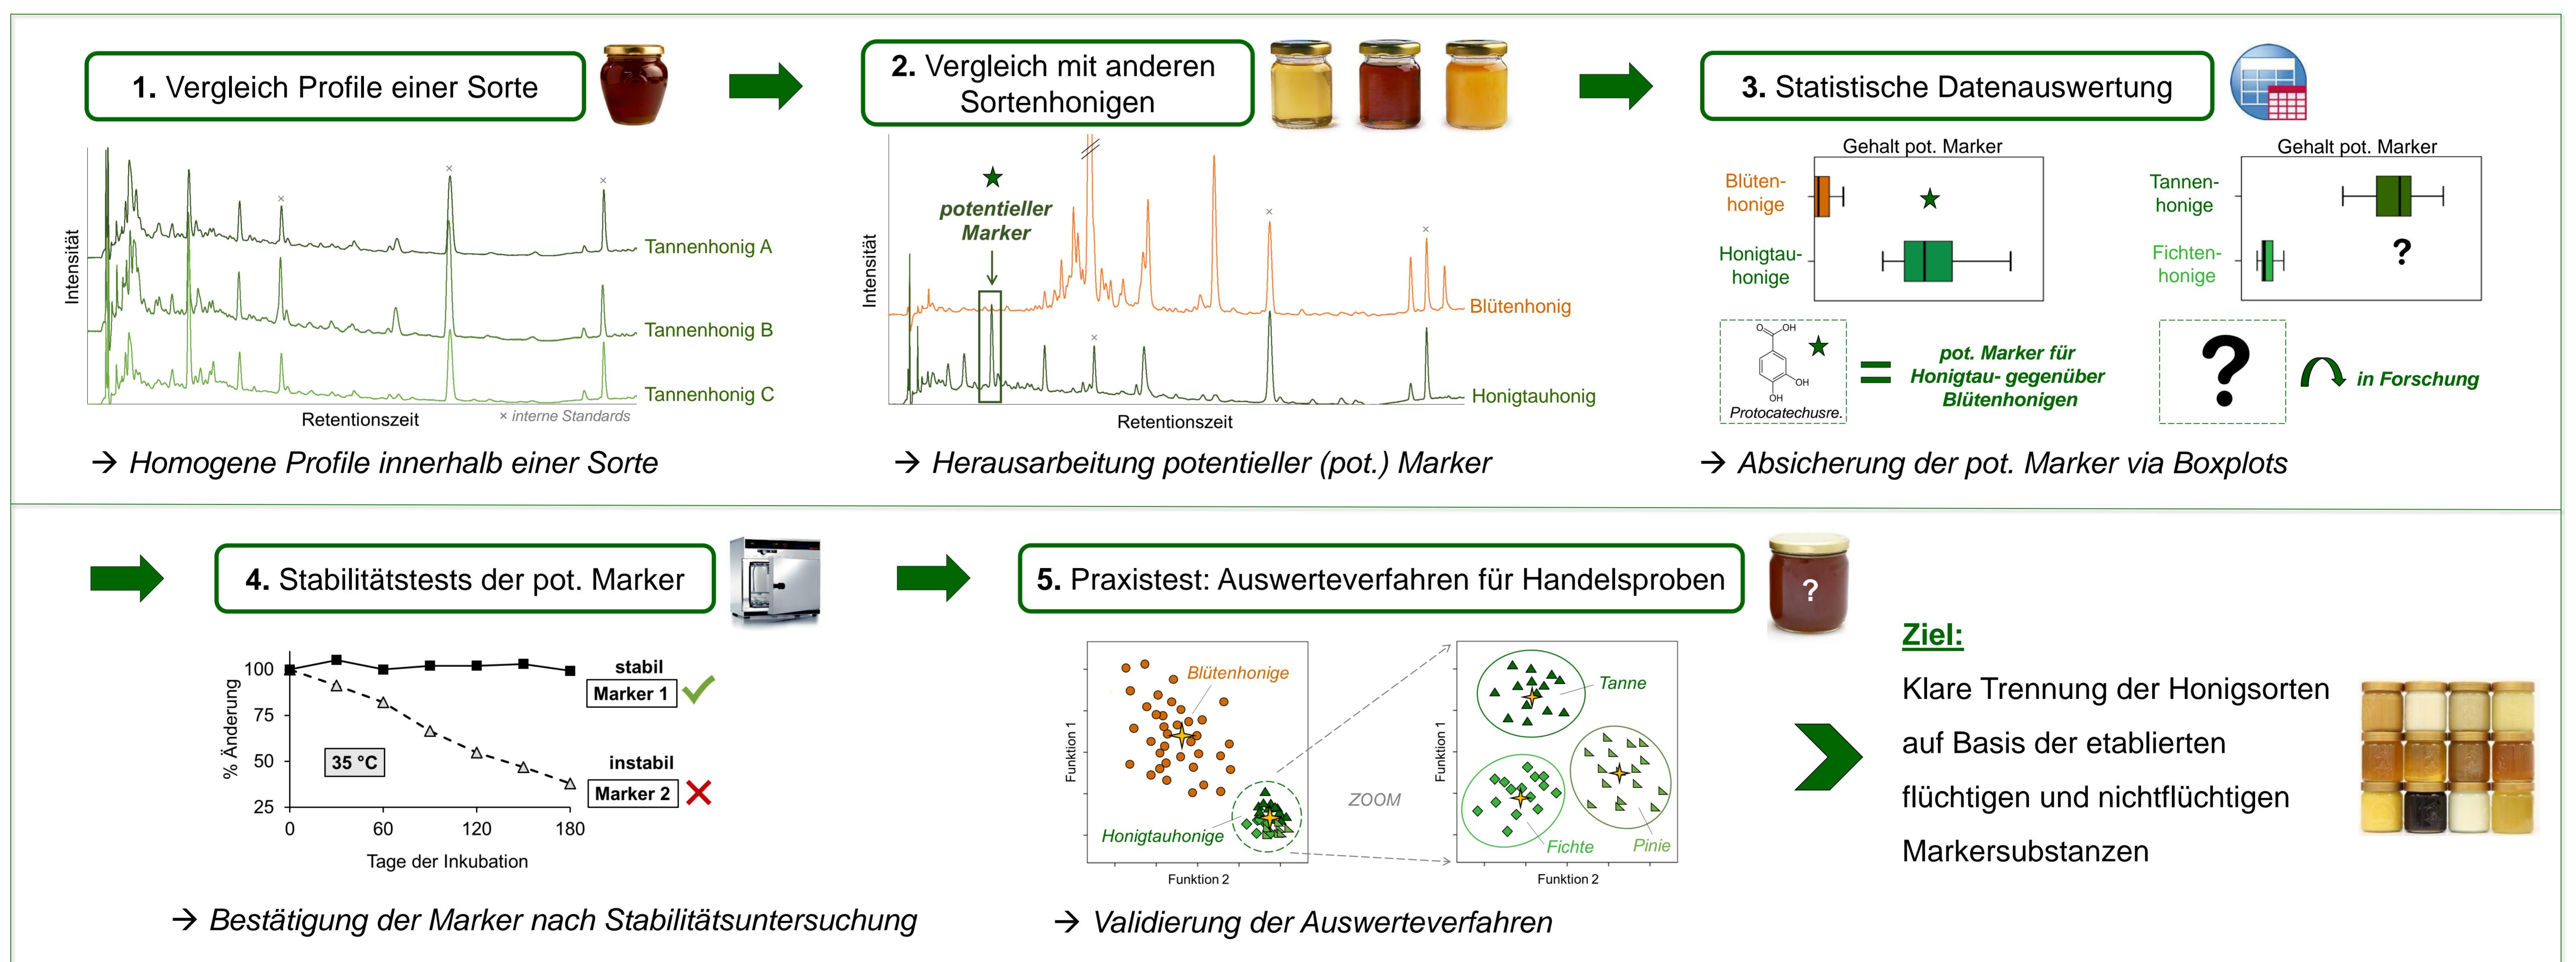 1. Vergleich Profile einer Sorte
Intensität
Tannenhonig A
Tannenhonig B
Tannenhonig C
Retentionszeit
× interne Standards
→ Homogene Profile innerhalb einer Sorte
2. Vergleich mit anderen
Sortenhonigen
Intensität
potentieller
Marker
Blütenhonig
Honigtauhonig
Retentionszeit
→ Herausarbeitung potentieller (pot.) Marker
3. Statistische Datenauswertung
Gehalt pot. Marker
Blüten-
honige
Honigtau-
honige
Gehalt pot. Marker
Tannen-
honige
Fichten-
honige
?
O
OH
OH
OH
Protocatechusre.
=
pot. Marker für
Honigtau- gegenüber
Blütenhonigen
?
in Forschung
→ Absicherung der pot. Marker via Boxplots
4. Stabilitätstests der pot. Marker
% Änderung
100
75
50
25
0 60 120 180
Tage der Inkubation
35 °C
stabil
Marker 1
instabil
Marker 2
→ Bestätigung der Marker nach Stabilitätsuntersuchung
5. Praxistest: Auswerteverfahren für Handelsproben
?
Funktion 1
Blütenhonige
Honigtauhonige
Funktion 2
ZOOM
Funktion 1
Tanne
Fichte
Pinie
Funktion 2
→ Validierung der Auswerteverfahren
Ziel:
Klare Trennung der Honigsorten
auf Basis der etablierten
flüchtigen und nichtflüchtigen
Markersubstanzen